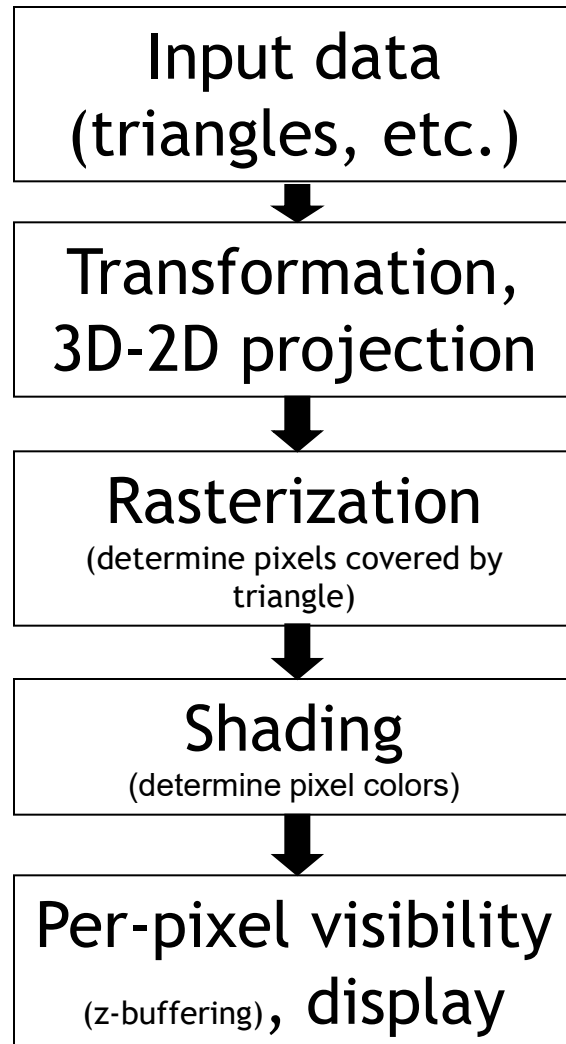 Input data
(triangles, etc.)
Transformation,
3D-2D projection
Rasterization
(determine pixels covered by
triangle)
Shading
(determine pixel colors)
Per-pixel visibility
(z-buffering), display